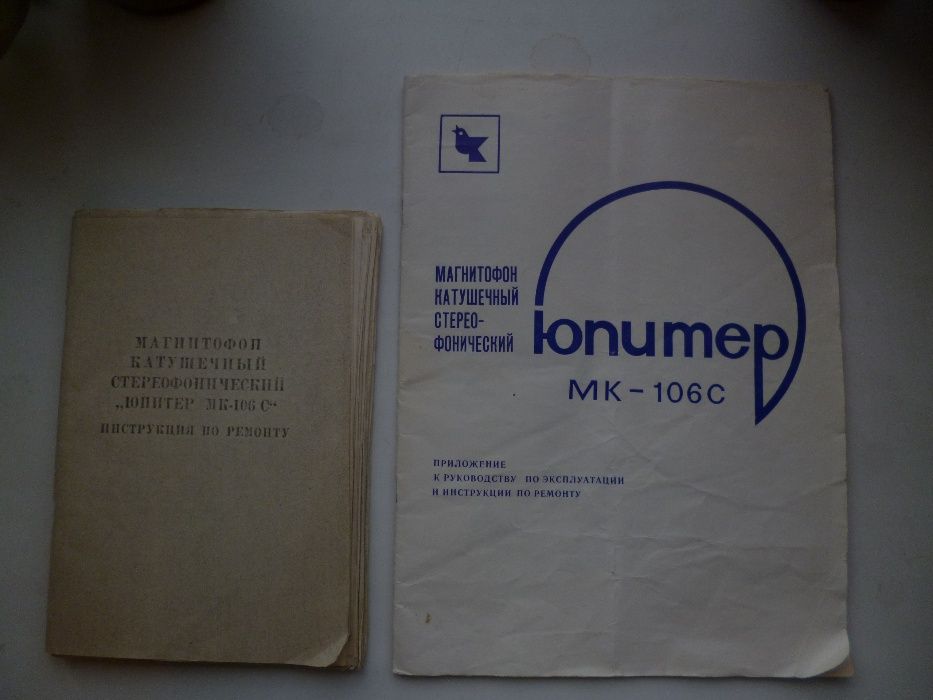 МАГНИТОФОН
КАТУШЕЧНЫЙ
СТЕРЕОФОНИЧЕСКИЙ
„ЮПИТЕР МК-106 С“
ИНСТРУКЦИЯ ПО РЕМОНТУ
МАГНИТОФОН
КАТУШЕЧНЫЙ
СТЕРЕО-
ФОНИЧЕСКИЙ
Юпитер
МК-106С
ПРИЛОЖЕНИЕ
К РУКОВОДСТВУ ПО ЭКСПЛУАТАЦИИ
И ИНСТРУКЦИИ ПО РЕМОНТУ